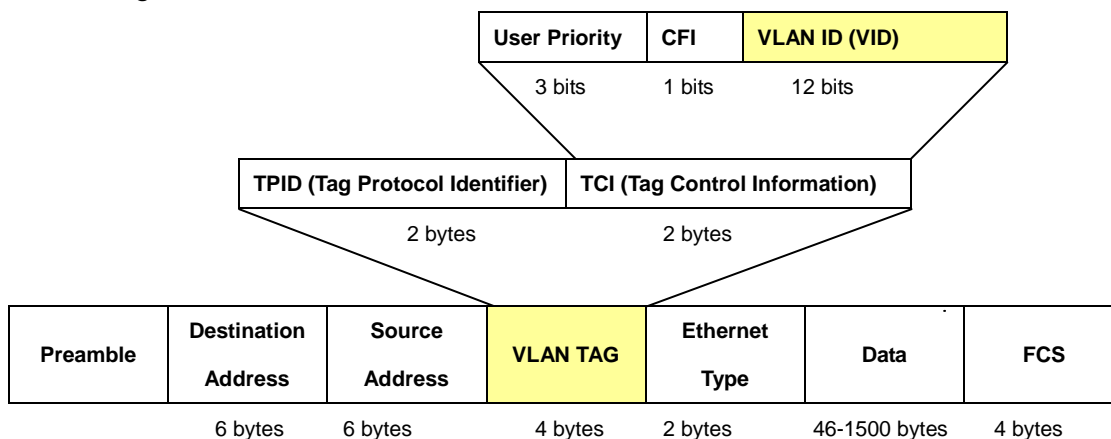 User Priority CFI VLAN ID (VID)
3 bits 1 bits 12 bits
TPID (Tag Protocol Identifier) TCI (Tag Control Information)
2 bytes 2 bytes
Preamble Destination Address Source Address VLAN TAG Ethernet Type Data FCS
6 bytes 6 bytes 4 bytes 2 bytes 46-1500 bytes 4 bytes